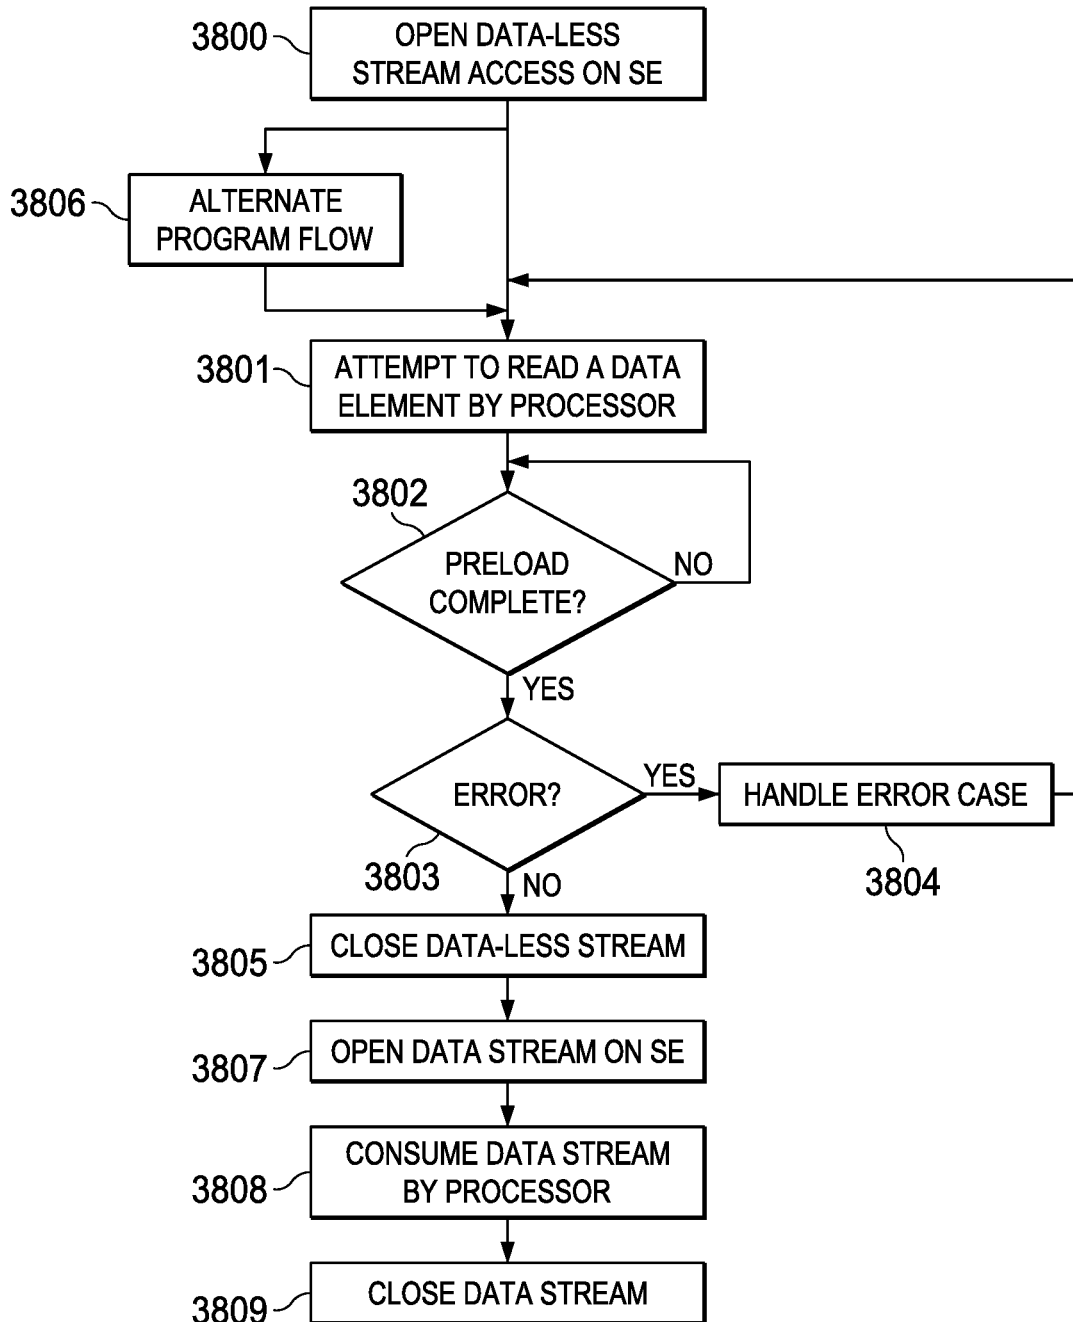 3800
OPEN DATA-LESS
STREAM ACCESS ON SE
3806
ALTERNATE
PROGRAM FLOW
3801
ATTEMPT TO READ A DATA
ELEMENT BY PROCESSOR
3802
PRELOAD
COMPLETE?
NO
YES
ERROR?
YES
HANDLE ERROR CASE
3803
3804
NO
3805
CLOSE DATA-LESS STREAM
3807
OPEN DATA STREAM ON SE
3808
CONSUME DATA STREAM
BY PROCESSOR
3809
CLOSE DATA STREAM